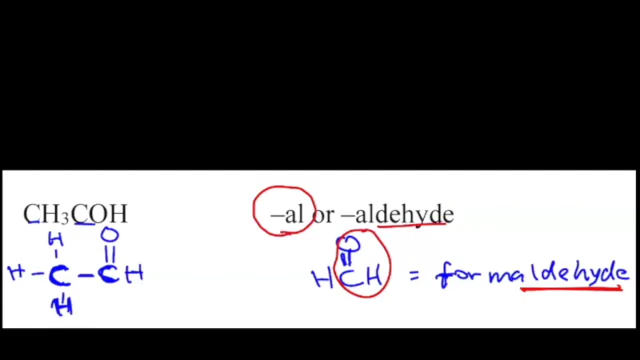 CH₃COH –al or –aldehyde
H O O
H – C – C H H C H = formaldehyde
H